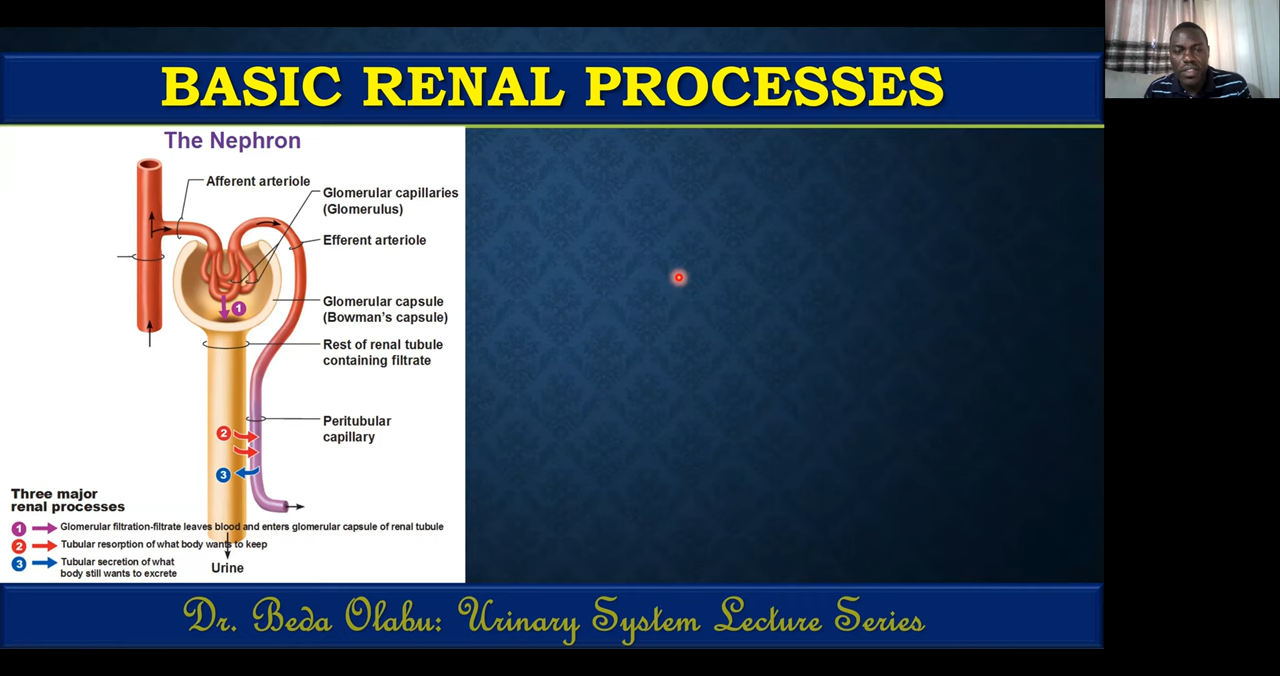 BASIC RENAL PROCESSES
The Nephron
Afferent arteriole
Glomerular capillaries
(Glomerulus)
Efferent arteriole
1
Glomerular capsule
(Bowman's capsule)
Rest of renal tubule
containing filtrate
Peritubular
capillary
2
3
Three major
renal processes
1 Glomerular filtration-filtrate leaves blood and enters glomerular capsule of renal tubule
2 Tubular resorption of what body wants to keep
3 Tubular secretion of what
body still wants to excrete
Urine
Dr. Beda Olabu: Urinary System Lecture Series